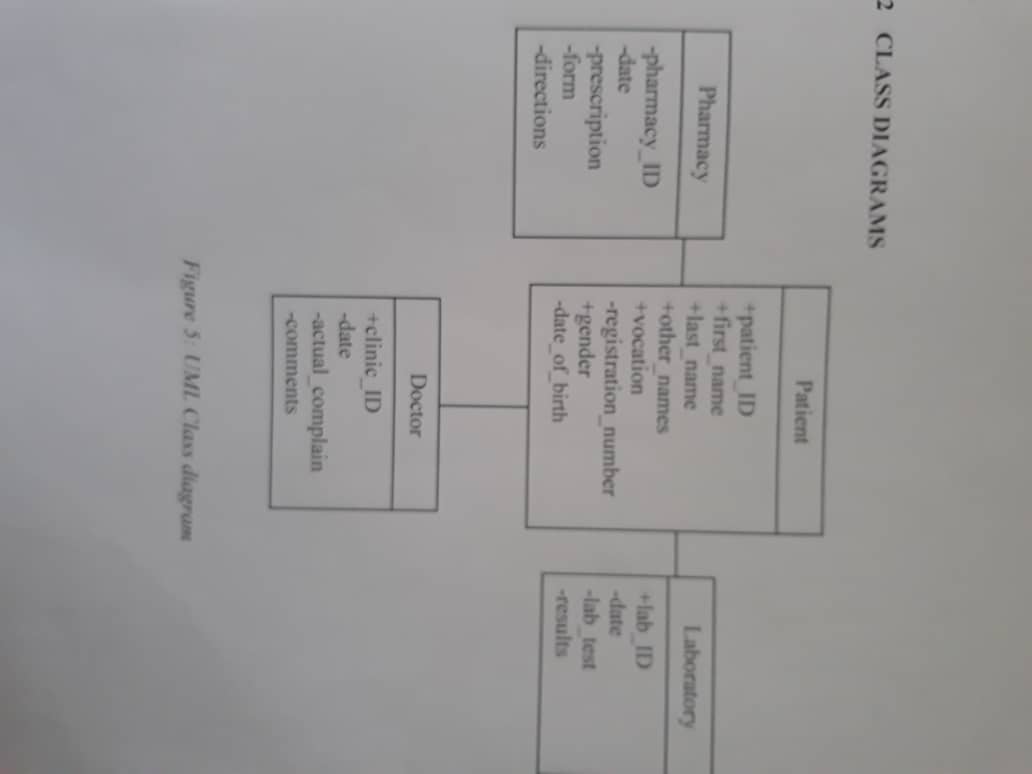 2 CLASS DIAGRAMS
Patient
+patient_ID
+first_name
+last_name
+other_names
+vocation
-registration_number
+gender
-date_of_birth
Pharmacy
-pharmacy_ID
-date
-prescription
-form
-directions
Laboratory
+lab_ID
-date
-lab_test
-results
Doctor
+clinic_ID
-date
-actual_complain
-comments
Figure 5: UML Class diagram